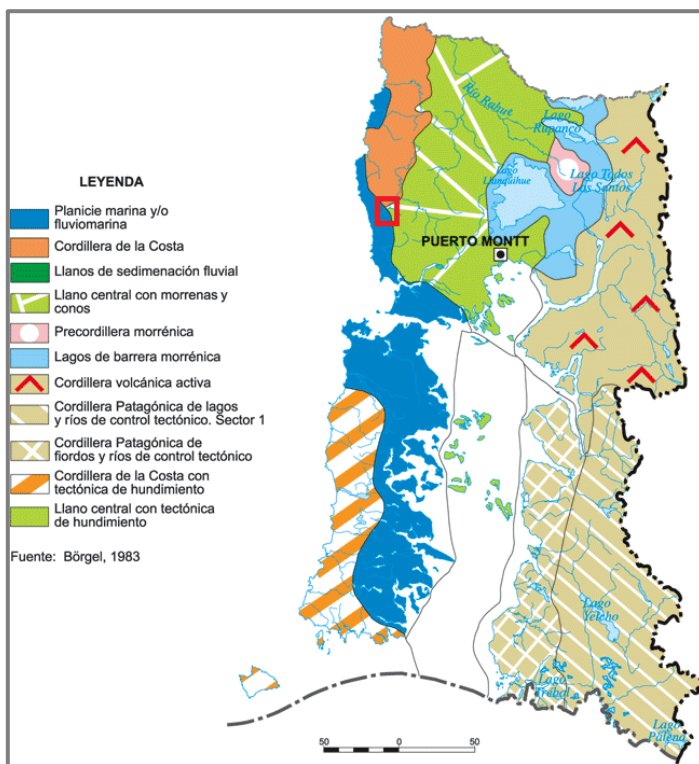 Río Rahue
Lago
Rupanco
Lago
Llanquihue
Lago Todos
Los Santos
PUERTO MONTT
LEYENDA
Planicie marina y/o
fluviomarina
Cordillera de la Costa
Llanos de sedimenación fluvial
Llano central con morrenas y
conos
Precordillera morrénica
Lagos de barrera morrénica
Cordillera volcánica activa
Cordillera Patagónica de lagos
y ríos de control tectónico. Sector 1
Cordillera Patagónica de
fiordos y ríos de control tectónico
Cordillera de la Costa con
tectónica de hundimiento
Llano central con tectónica
de hundimiento
Fuente: Börgel, 1983
Lago
Yelcho
Lago
Trébal
Lago
Palena
50 0 50